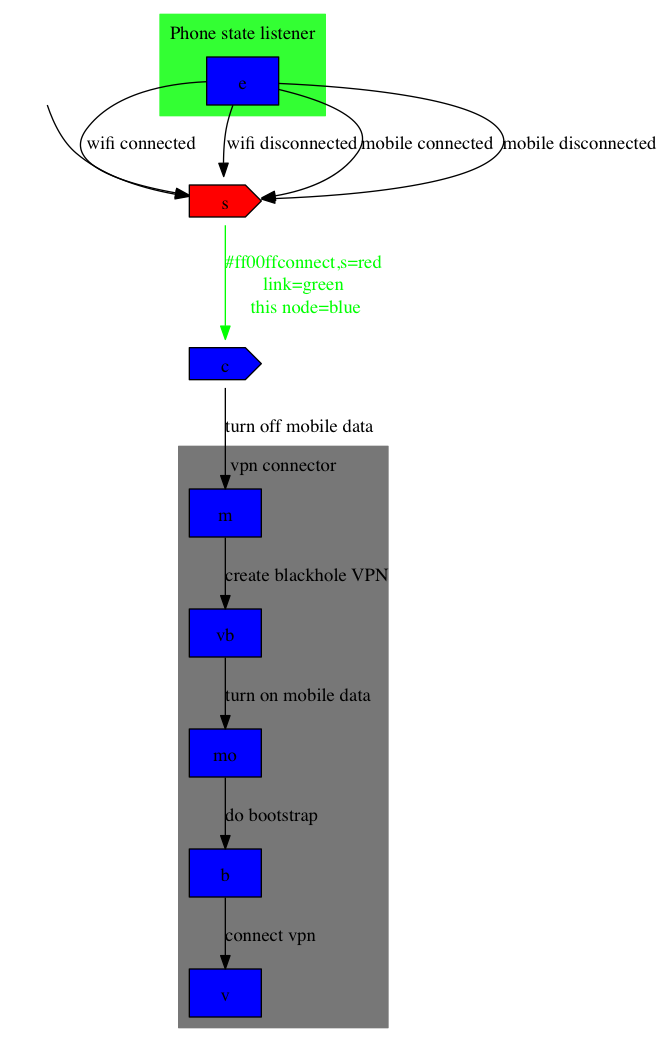 Phone state listener
e
wifi connected
wifi disconnected
mobile connected
mobile disconnected
s
#ff00ffconnect,s=red
link=green
this node=blue
c
turn off mobile data
vpn connector
m
create blackhole VPN
vb
turn on mobile data
mo
do bootstrap
b
connect vpn
v